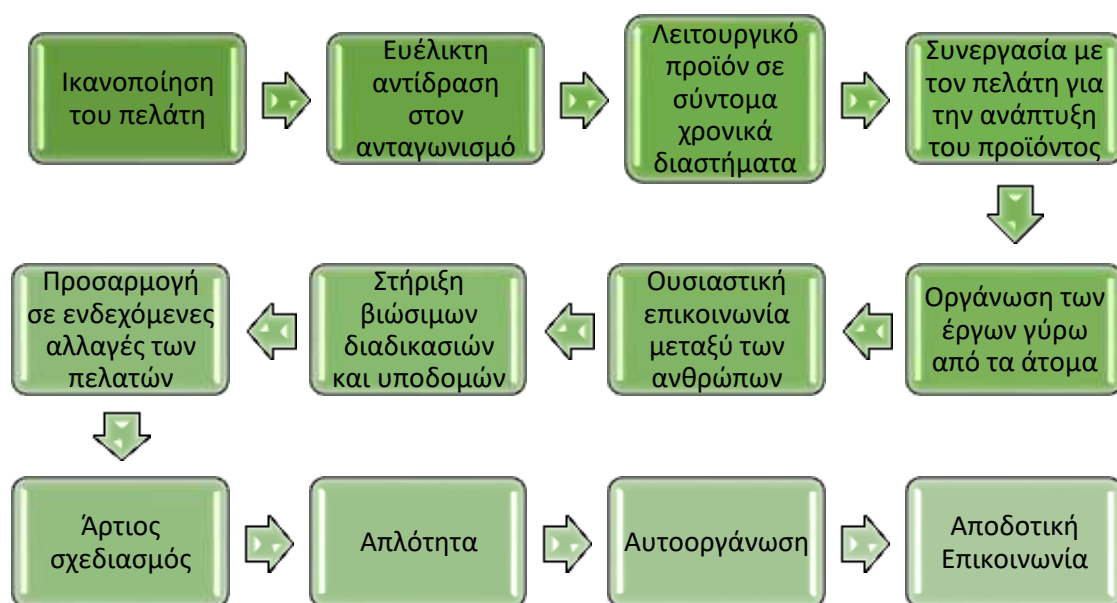 Ικανοποίηση
του πελάτη
Ευέλικτη
αντίδραση
στον
ανταγωνισμό
Λειτουργικό
προϊόν σε
σύντομα
χρονικά
διαστήματα
Συνεργασία με
τον πελάτη για
την ανάπτυξη
του προϊόντος
Οργάνωση των
έργων γύρω
από τα άτομα
Ουσιαστική
επικοινωνία
μεταξύ των
ανθρώπων
Στήριξη
βιώσιμων
διαδικασιών
και υποδομών
Προσαρμογή
σε ενδεχόμενες
αλλαγές των
πελατών
Άρτιος
σχεδιασμός
Απλότητα
Αυτοοργάνωση
Αποδοτική
Επικοινωνία